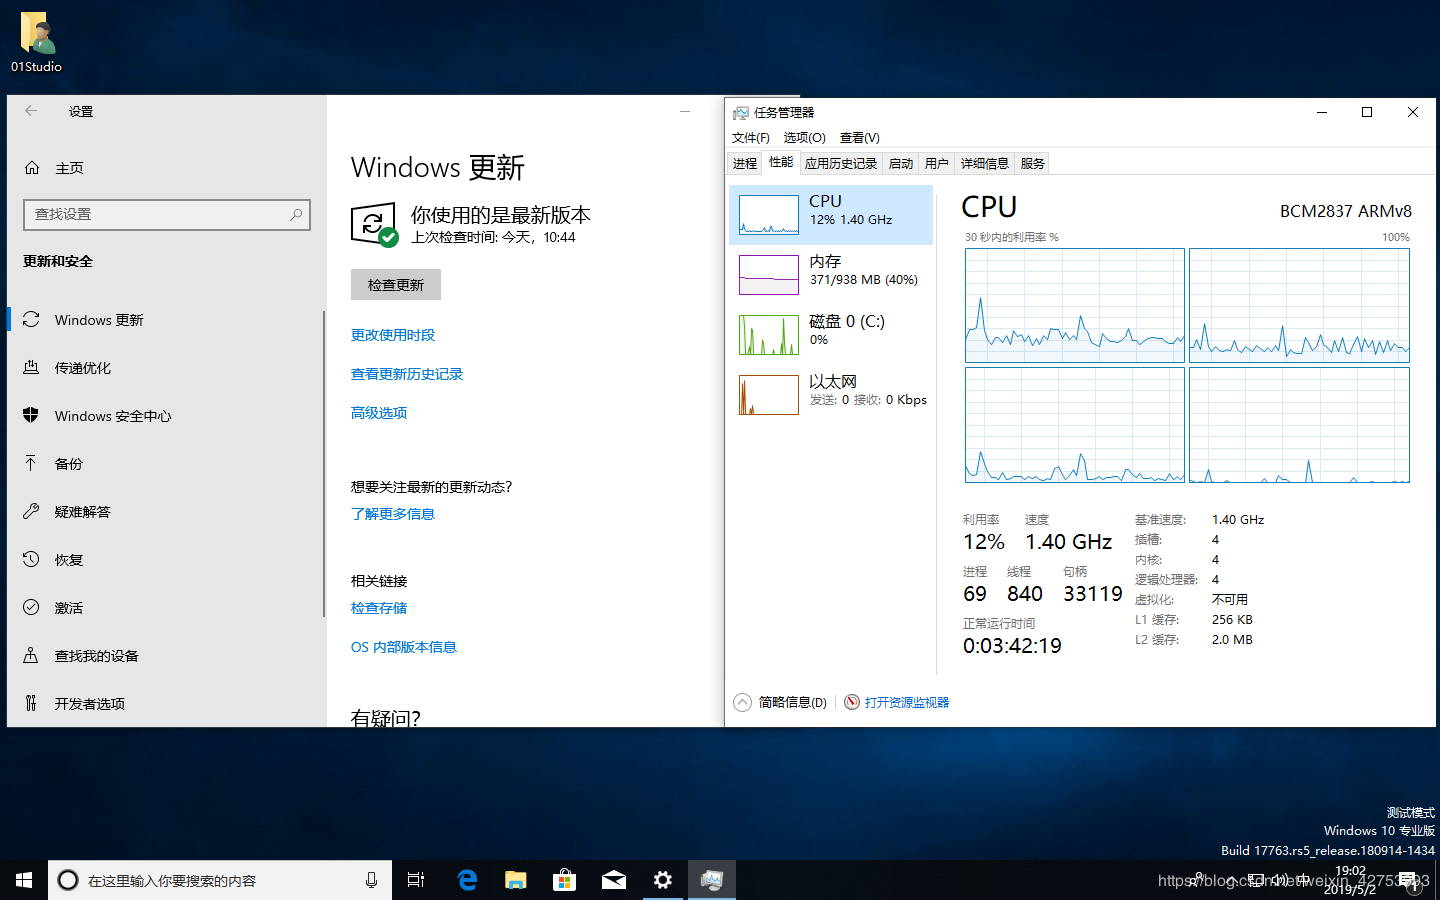 01Studio
设置
主页
查找设置
更新和安全
Windows 更新
传递优化
Windows 安全中心
备份
疑难解答
恢复
激活
查找我的设备
开发者选项
Windows 更新
你使用的是最新版本
上次检查时间: 今天，10:44
检查更新
更改使用时段
查看更新历史记录
高级选项
想要关注最新的更新动态?
了解更多信息
相关链接
检查存储
OS 内部版本信息
有疑问?
任务管理器
文件(F) 选项(O) 查看(V)
进程 性能 应用历史记录 启动 用户 详细信息 服务
CPU
12% 1.40 GHz
内存
371/938 MB (40%)
磁盘 0 (C:)
0%
以太网
发送: 0 接收: 0 Kbps
CPU BCM2837 ARMv8
30 秒内的利用率 % 100%
利用率 速度
12% 1.40 GHz
进程 线程 句柄
69 840 33119
正常运行时间
0:03:42:19
基准速度: 1.40 GHz
插槽: 4
内核: 4
逻辑处理器: 4
虚拟化: 不可用
L1 缓存: 256 KB
L2 缓存: 2.0 MB
简略信息(D) 打开资源监视器
测试模式
Windows 10 专业版
Build 17763.rs5_release.180914-1434
在这里输入你要搜索的内容
中
19:02
2019/5/2
1